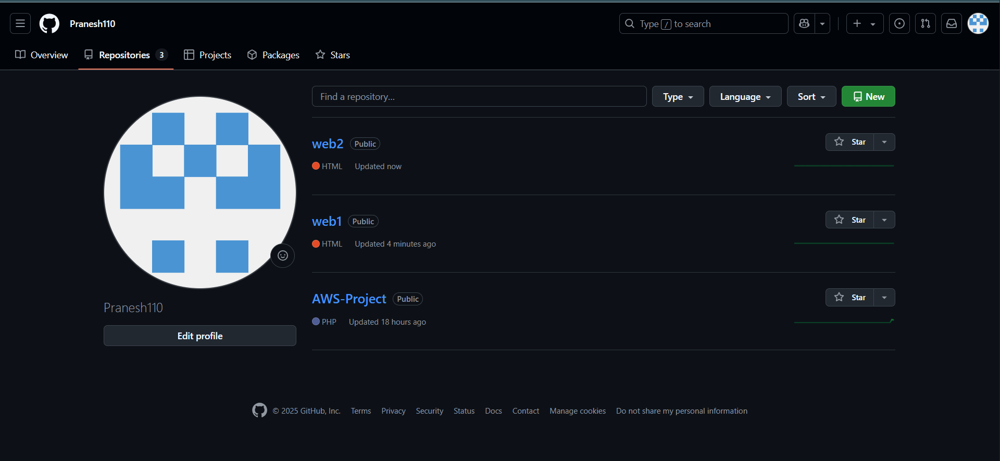 Pranesh110
Type / to search
Overview
Repositories 3
Projects
Packages
Stars
Find a repository...
Type
Language
Sort
New
web2 Public
Star
HTML Updated now
web1 Public
Star
HTML Updated 4 minutes ago
AWS-Project Public
Star
PHP Updated 18 hours ago
Pranesh110
Edit profile
© 2025 GitHub, Inc. Terms Privacy Security Status Docs Contact Manage cookies Do not share my personal information